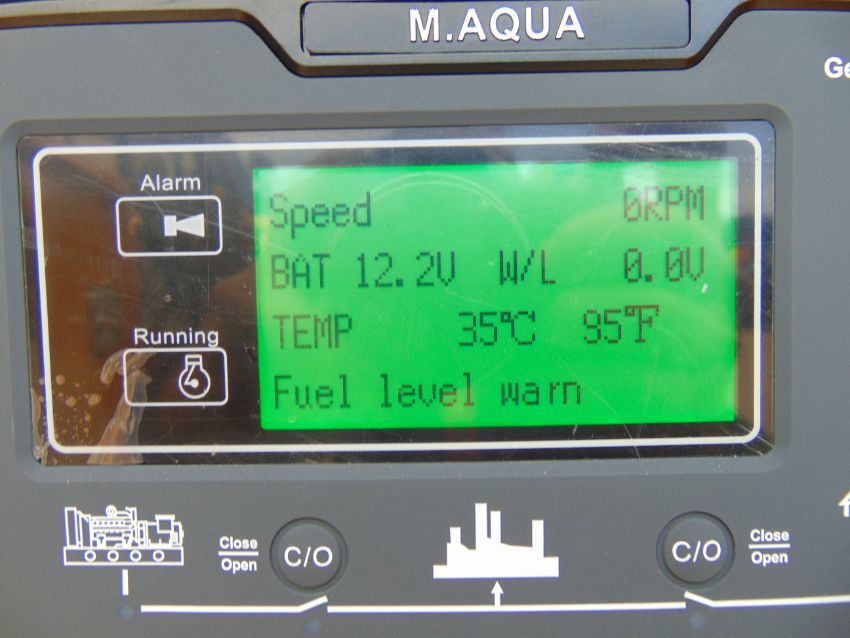 M.AQUA
Ge
Alarm
Speed 0RPM
BAT 12.2V W/L 0.0V
Running
TEMP 35℃ 95℉
Fuel level warn
Close
Open
C/O
C/O
Close
Open